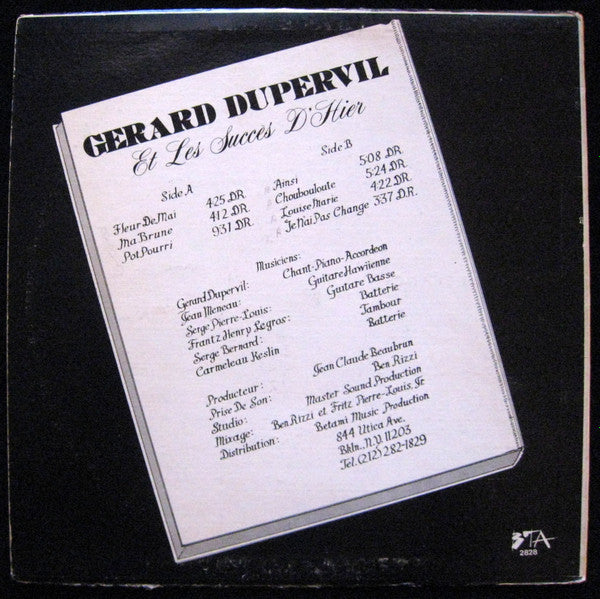 GERARD DUPERVIL
Et Les Succes D'Hier
Side A
Fleur De Mai 4:25 .DR.
Ma Brune 4:12 .DR.
Pot Pourri 9:31 .DR.
Side B
Ainsi 5:08 .DR.
Choubouloute 5:24 .DR.
Louise Marie 4:22 .DR.
Je N'ai Pas Change 3:37 .D.R.
Musiciens:
Gerard Dupervil: Chant-Piano-Accordeon
Jean Meneau: Guitare Hawiienne
Serge Pierre-Louis: Guitare Basse
Frantz Henry Legros: Batterie
Serge Bernard: Tambour
Carmeleau Keslin Batterie
Producteur: Jean Claude Beaubrun
Prise De Son: Ben Rizzi
Studio: Master Sound Production
Mixage: Ben Rizzi et Fritz Pierre-Louis, Jr
Distribution: Betami Music Production
844 Utica Ave.
Bkln., N.Y. 11203
Tel. (212) 282-1829
3TA
2828